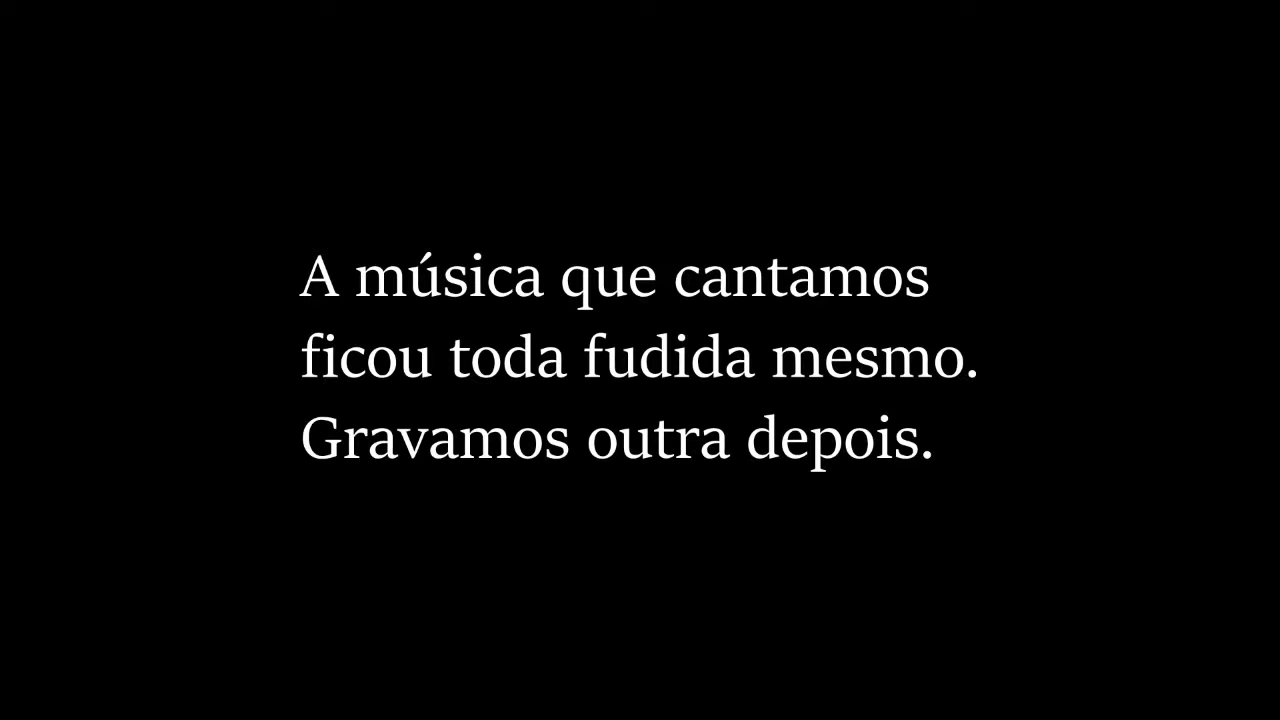 A música que cantamos
ficou toda fudida mesmo.
Gravamos outra depois.